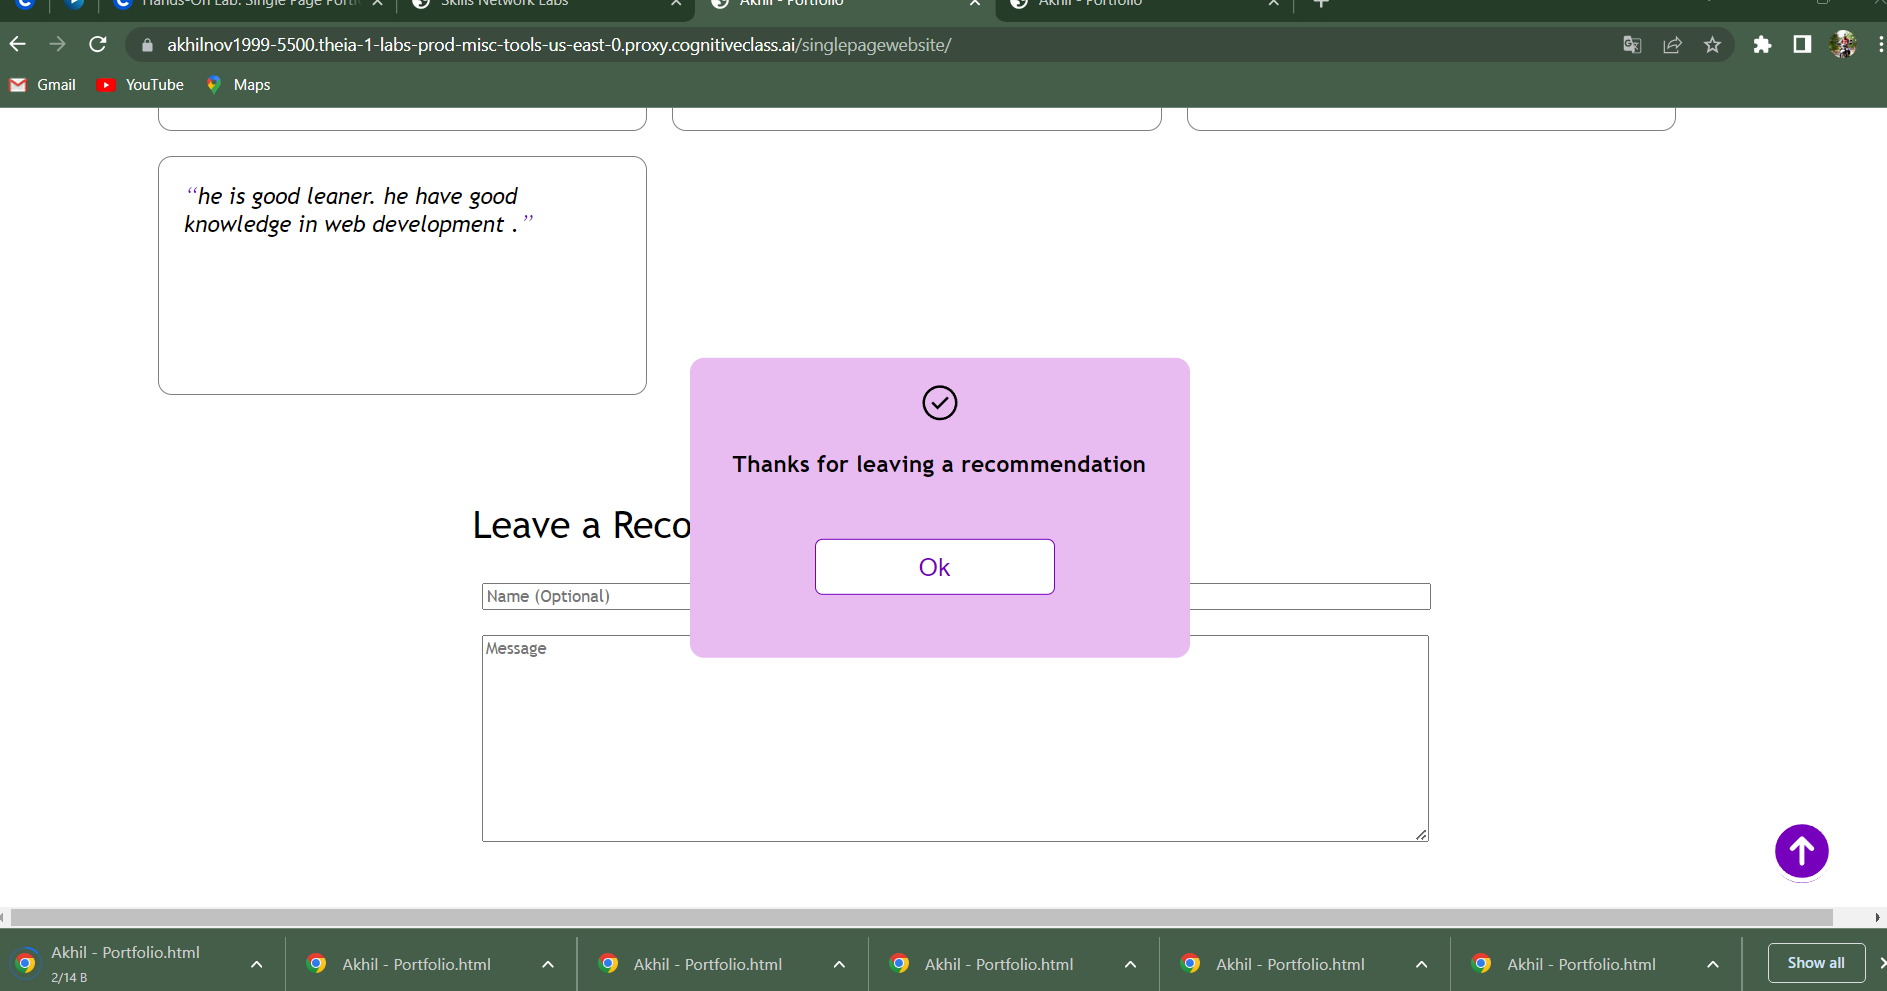 Hands-On Lab: Single Page Portf
Skills Network Labs
Akhil - Portfolio
Akhil - Portfolio
akhilnov1999-5500.theia-1-labs-prod-misc-tools-us-east-0.proxy.cognitiveclass.ai/singlepagewebsite/
Gmail
YouTube
Maps
“he is good leaner. he have good
knowledge in web development .”
Thanks for leaving a recommendation
Leave a Reco
Ok
Name (Optional)
Message
Akhil - Portfolio.html
2/14 B
Akhil - Portfolio.html
Akhil - Portfolio.html
Akhil - Portfolio.html
Akhil - Portfolio.html
Akhil - Portfolio.html
Show all